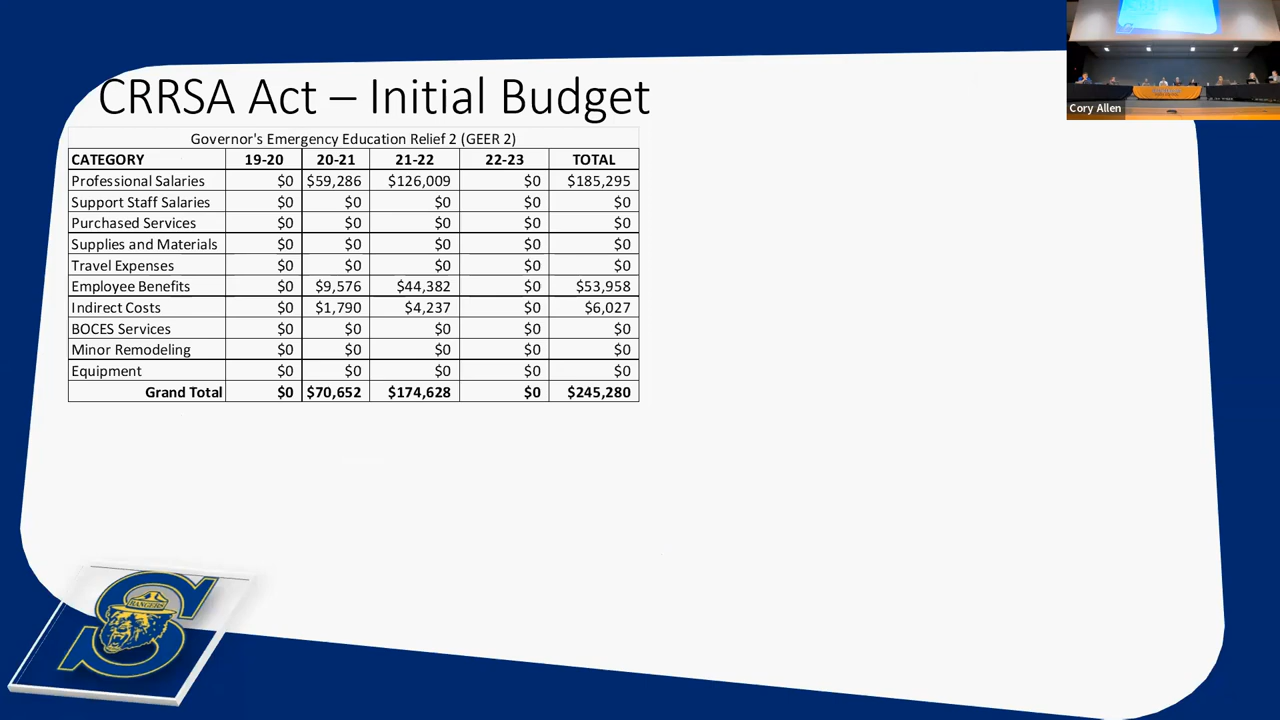 CRRSA Act – Initial Budget
Governor's Emergency Education Relief 2 (GEER 2)
CATEGORY 19-20 20-21 21-22 22-23 TOTAL
Professional Salaries $0 $59,286 $126,009 $0 $185,295
Support Staff Salaries $0 $0 $0 $0 $0
Purchased Services $0 $0 $0 $0 $0
Supplies and Materials $0 $0 $0 $0 $0
Travel Expenses $0 $0 $0 $0 $0
Employee Benefits $0 $9,576 $44,382 $0 $53,958
Indirect Costs $0 $1,790 $4,237 $0 $6,027
BOCES Services $0 $0 $0 $0 $0
Minor Remodeling $0 $0 $0 $0 $0
Equipment $0 $0 $0 $0 $0
Grand Total $0 $70,652 $174,628 $0 $245,280
Cory Allen
S
RANGERS